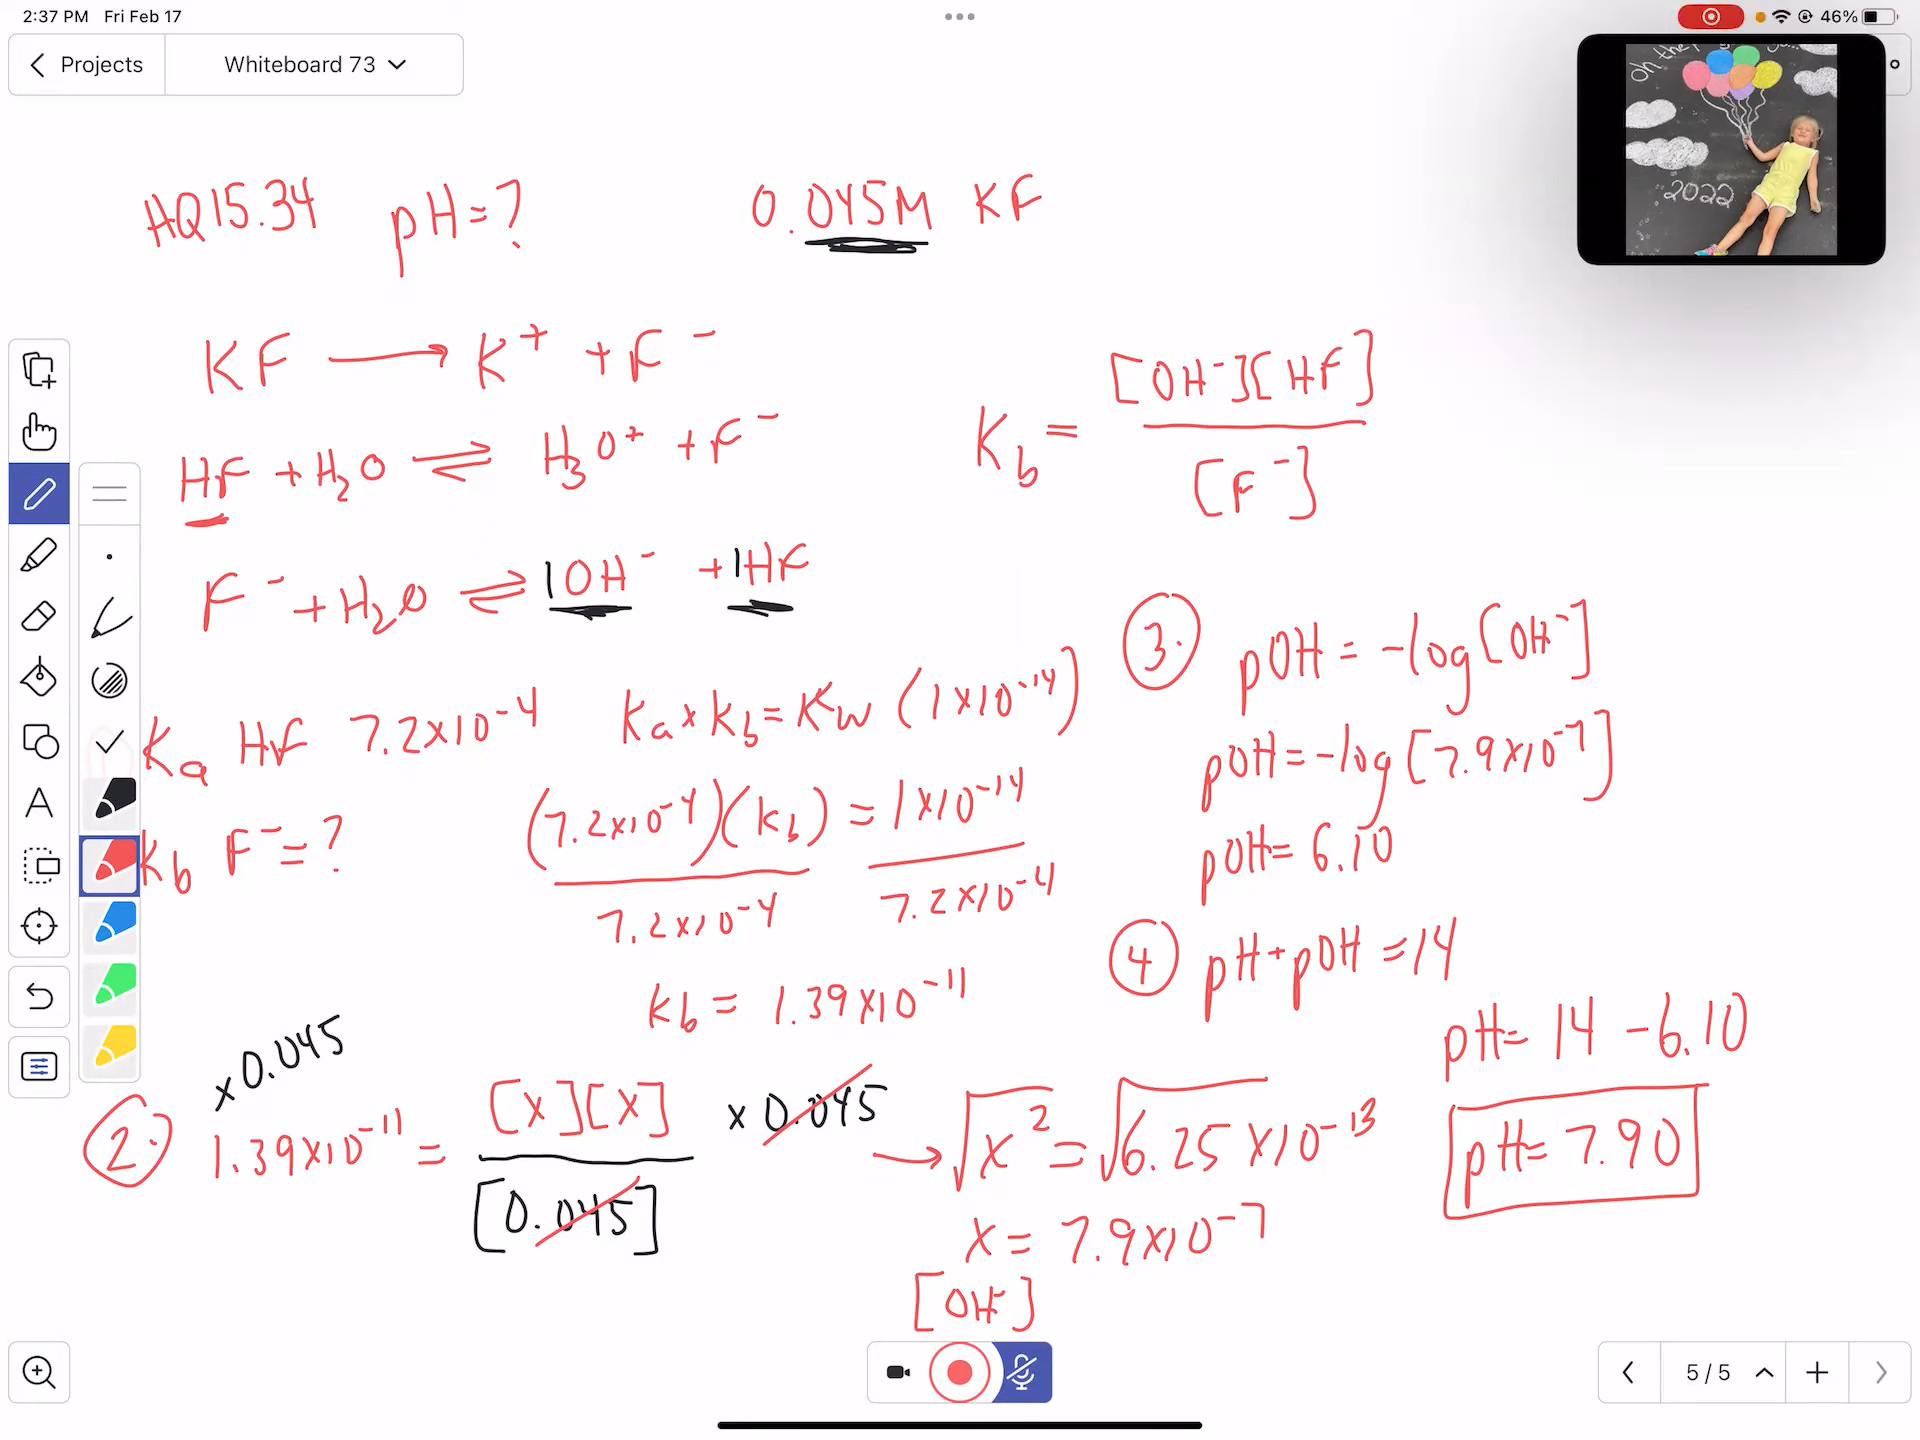 2:37 PM Fri Feb 17
46%
Projects
Whiteboard 73
2022
HQ15.34 pH=? 0.045M KF
KF ⟶ K⁺ + F⁻
HF + H₂O ⇌ H₃O⁺ + F⁻
F⁻ + H₂O ⇌ 1OH⁻ + 1HF
Kb = [OH⁻][HF] / [F⁻]
Ka HF 7.2x10⁻⁴
Kb F⁻ = ?
Ka x Kb = Kw (1x10⁻¹⁴)
(7.2x10⁻⁴)(Kb) = 1x10⁻¹⁴
7.2x10⁻⁴ 7.2x10⁻⁴
Kb = 1.39x10⁻¹¹
x 0.045
2. 1.39x10⁻¹¹ = [x][x] x 0.045
[0.045]
→ √x² = √6.25x10⁻¹³
x = 7.9x10⁻⁷
[OH⁻]
3. pOH = -log[OH⁻]
pOH = -log[7.9x10⁻⁷]
pOH = 6.10
4 pH + pOH = 14
pH = 14 - 6.10
pH = 7.90
A
5/5